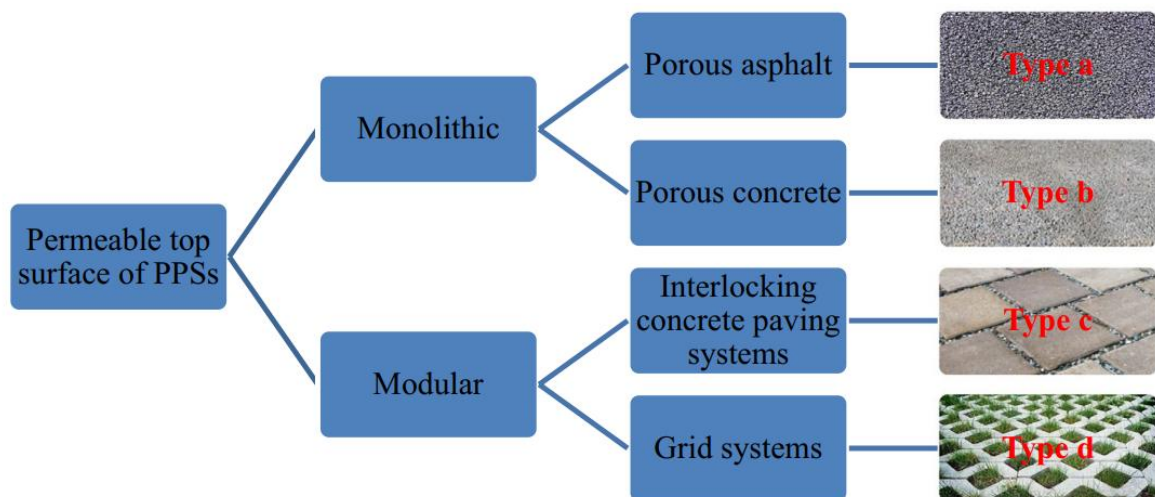 Permeable top
surface of PPSs
Monolithic
Modular
Porous asphalt
Porous concrete
Interlocking
concrete paving
systems
Grid systems
Type a
Type b
Type c
Type d